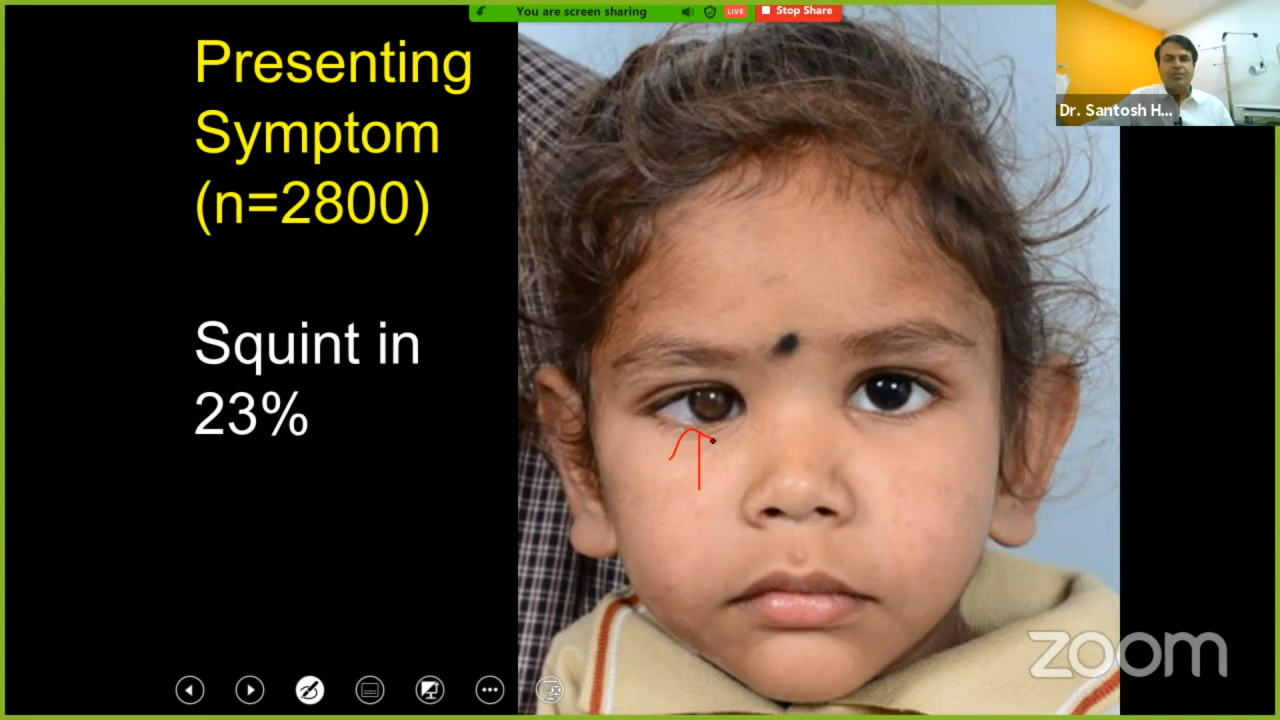 You are screen sharing LIVE Stop Share
Dr. Santosh H...
Presenting
Symptom
(n=2800)
Squint in
23%
zoom